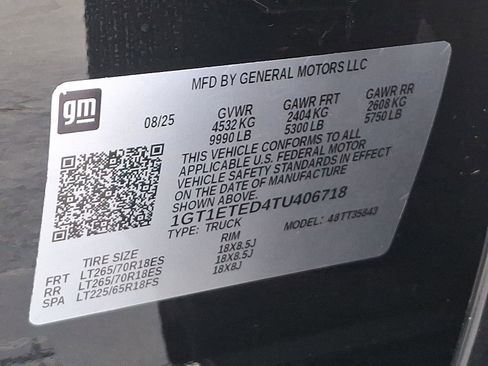 MFD BY GENERAL MOTORS LLC
gm
08/25
GVWR GAWR FRT GAWR RR
4532 KG 2404 KG 2608 KG
9990 LB 5300 LB 5750 LB
THIS VEHICLE CONFORMS TO ALL
APPLICABLE U.S. FEDERAL MOTOR
VEHICLE SAFETY STANDARDS IN EFFECT
ON THE DATE OF MANUFACTURE
SHOWN ABOVE.
1GT1ETED4TU406718
TYPE: TRUCK MODEL: 48TT35843
TIRE SIZE RIM
FRT LT265/70R18ES 18X8.5J
RR LT265/70R18ES 18X8.5J
SPA LT225/65R18FS 18X8J